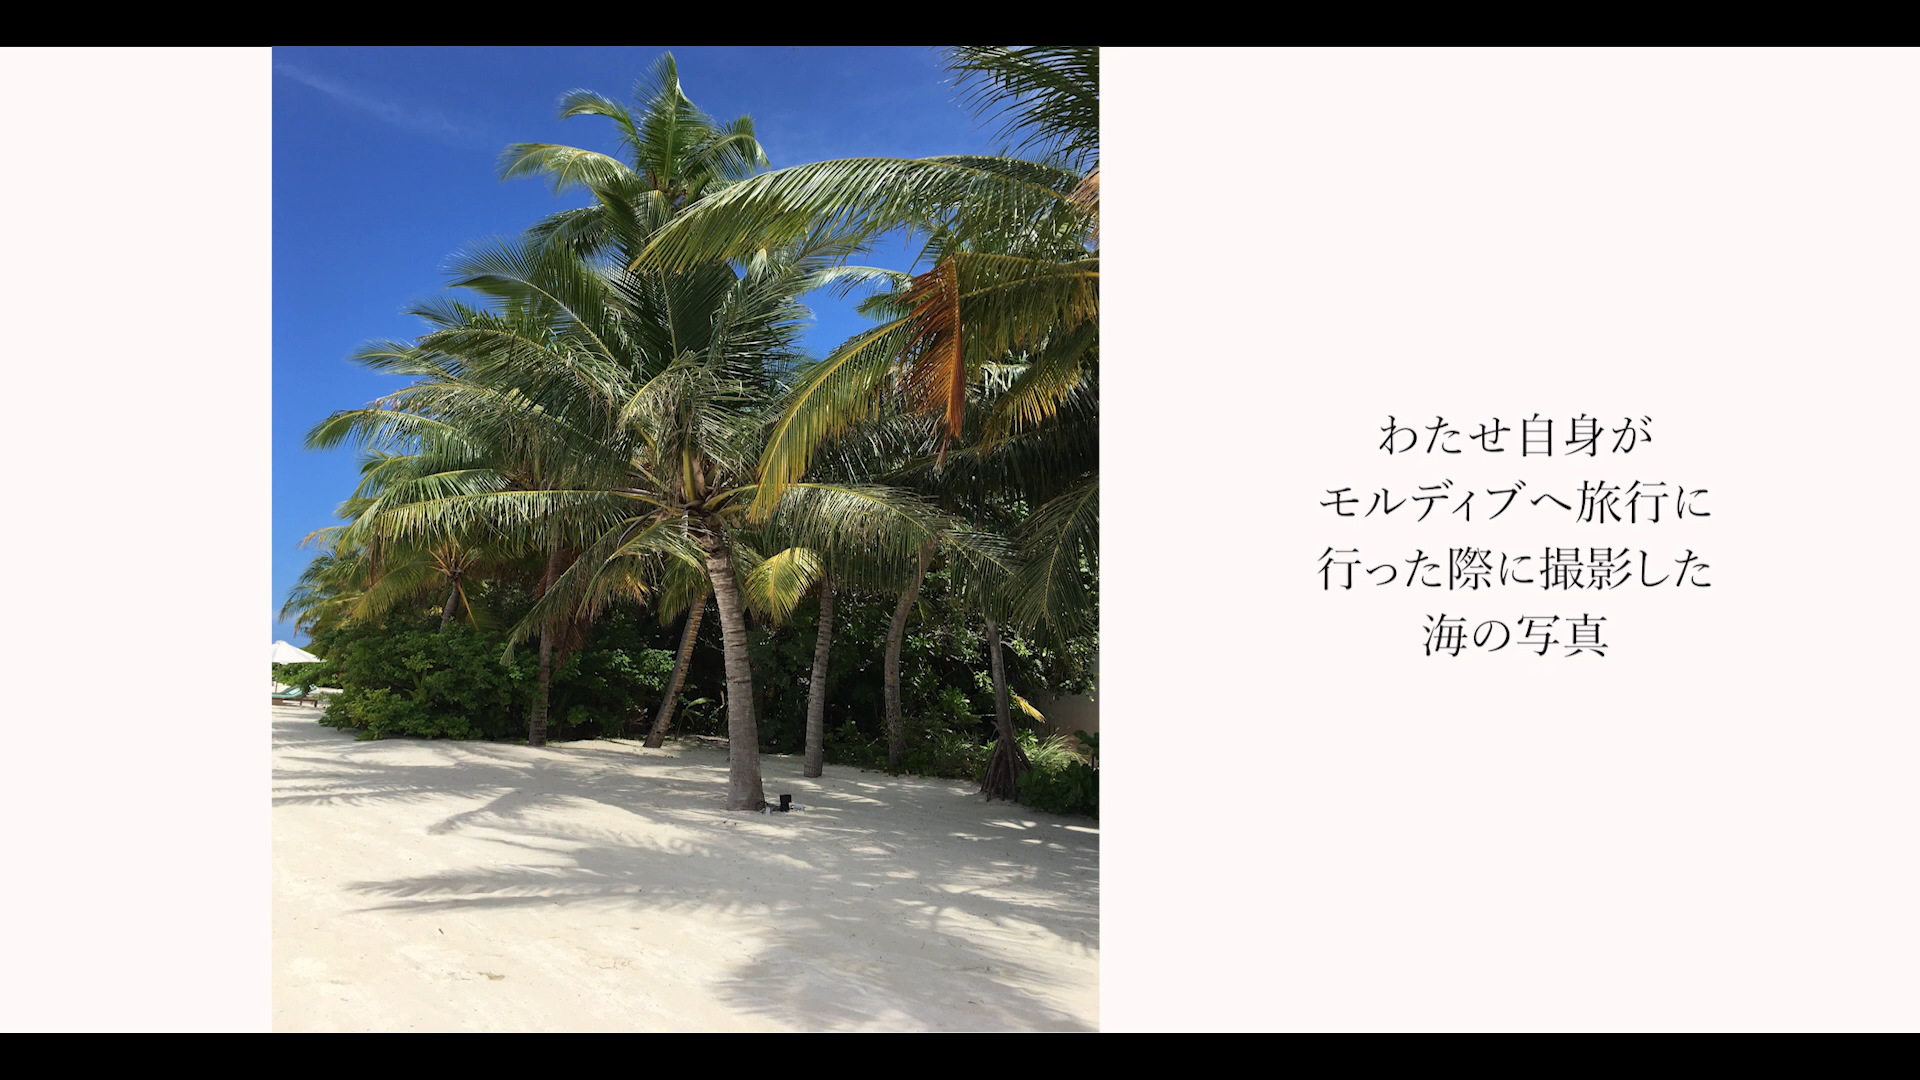 わたせ自身が
モルディブへ旅行に
行った際に撮影した
海の写真